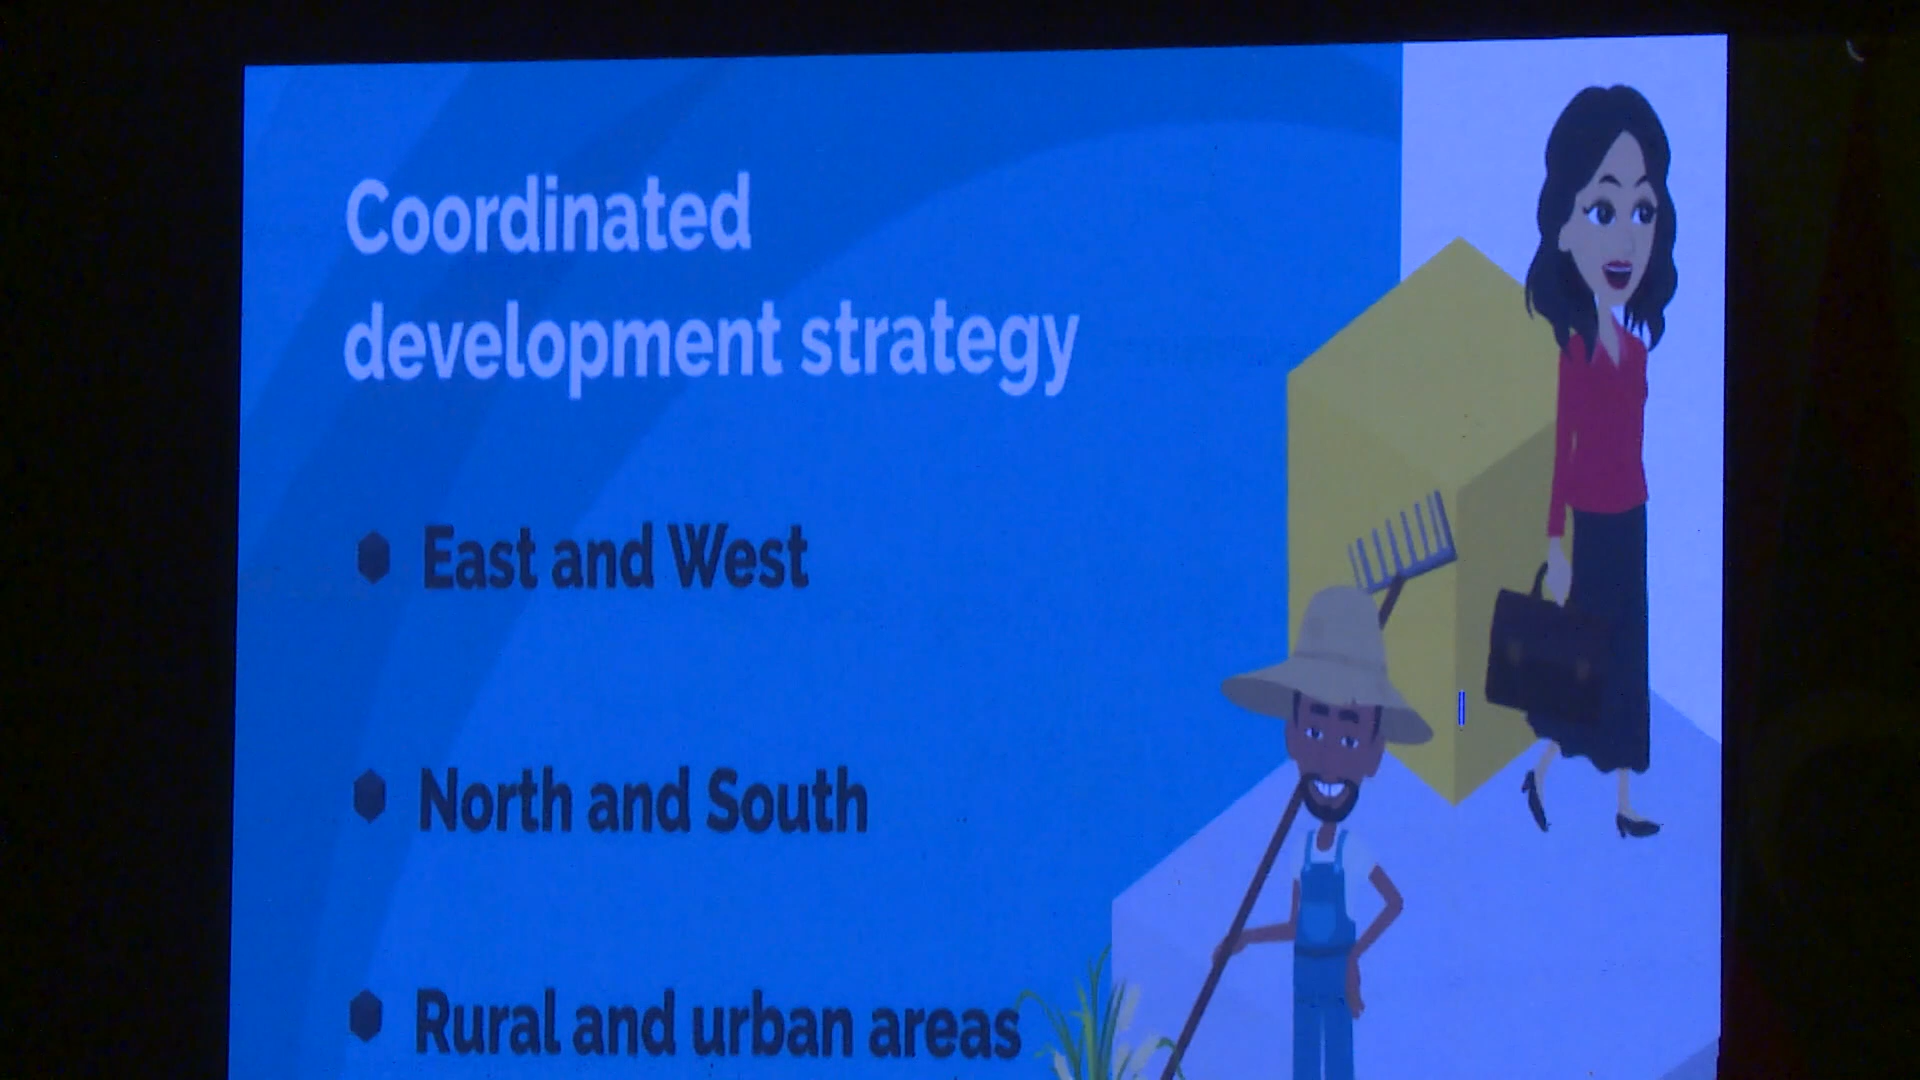 Coordinated
development strategy
East and West
North and South
Rural and urban areas